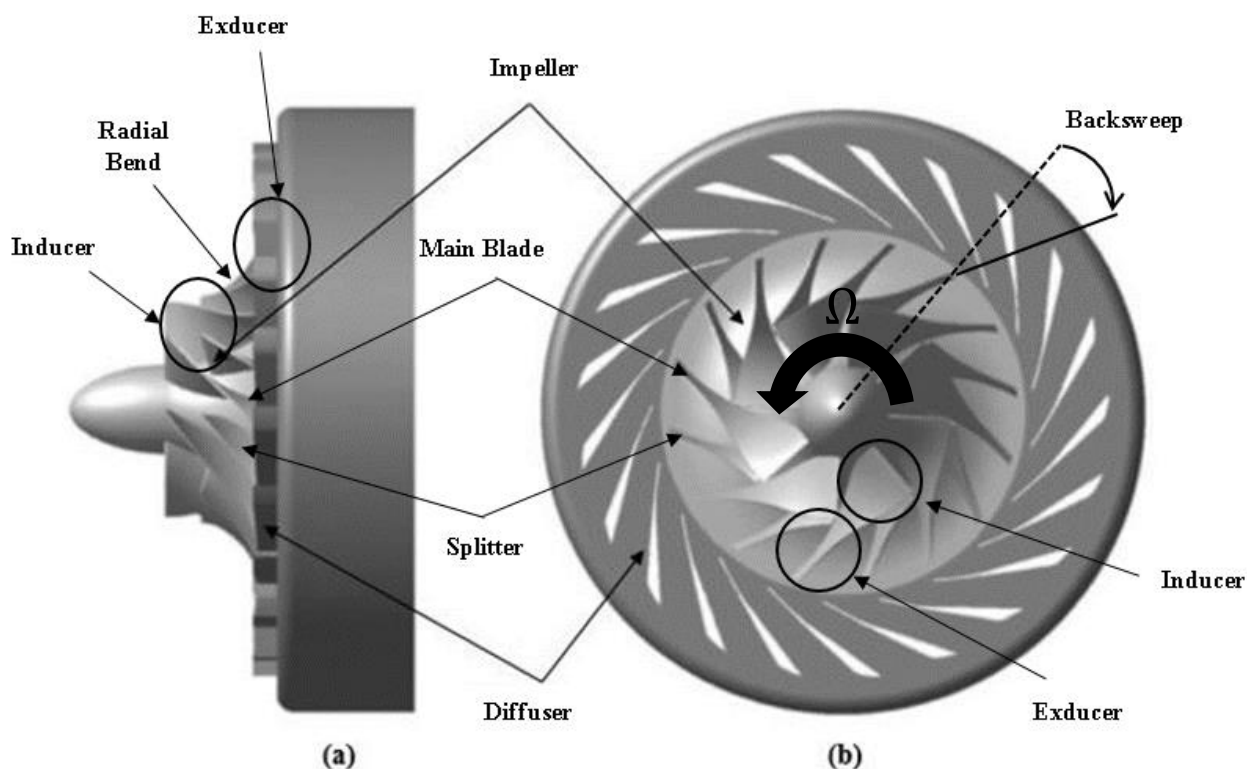 Exducer
Impeller
Backsweep
Radial
Bend
Inducer
Main Blade
Ω
Splitter
Inducer
Diffuser
Exducer
(a)
(b)